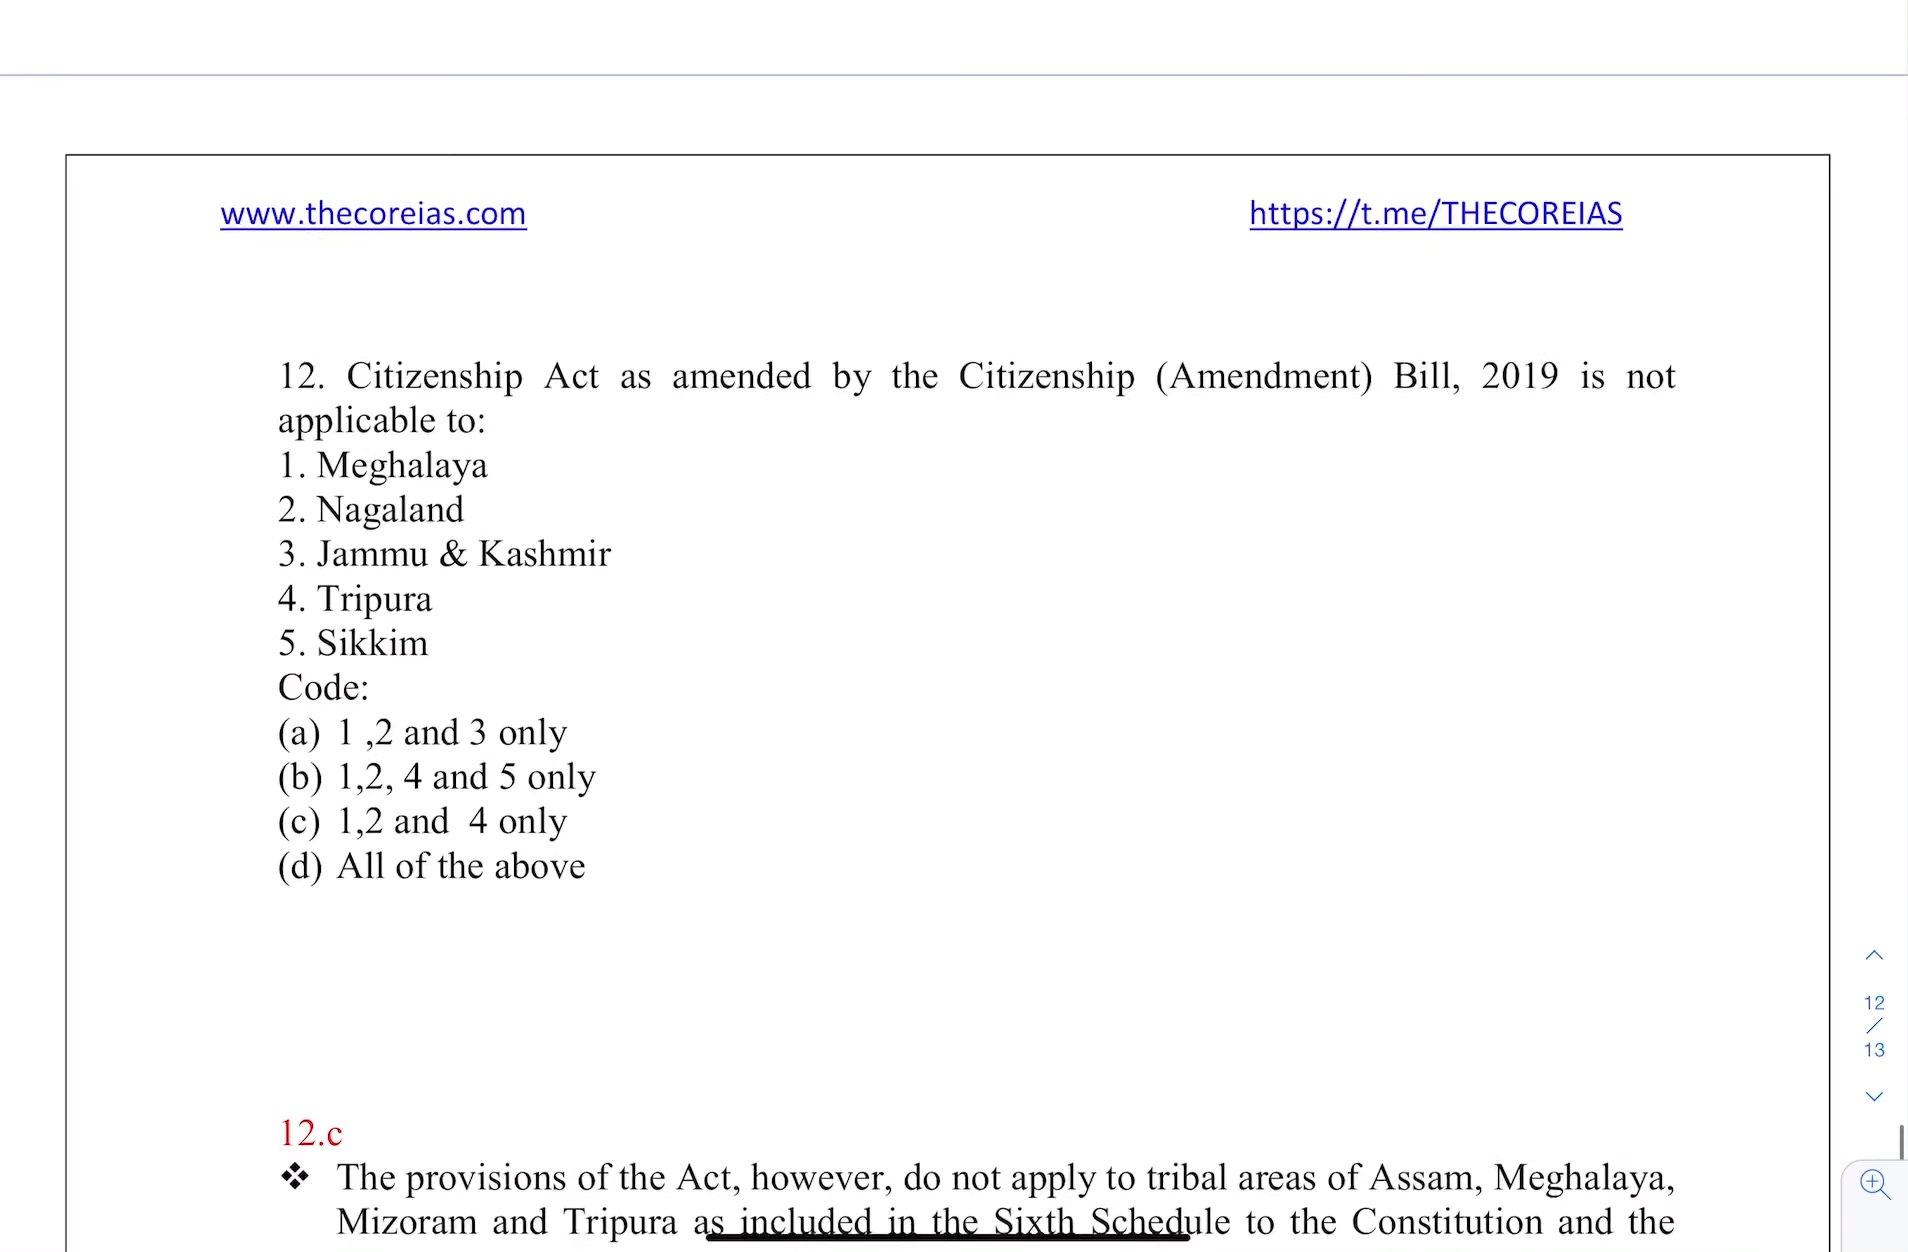 www.thecoreias.com https://t.me/THECOREIAS
12. Citizenship Act as amended by the Citizenship (Amendment) Bill, 2019 is not
applicable to:
1. Meghalaya
2. Nagaland
3. Jammu & Kashmir
4. Tripura
5. Sikkim
Code:
(a) 1 ,2 and 3 only
(b) 1,2, 4 and 5 only
(c) 1,2 and 4 only
(d) All of the above
12
/
13
12.c
❖ The provisions of the Act, however, do not apply to tribal areas of Assam, Meghalaya,
Mizoram and Tripura as included in the Sixth Schedule to the Constitution and the